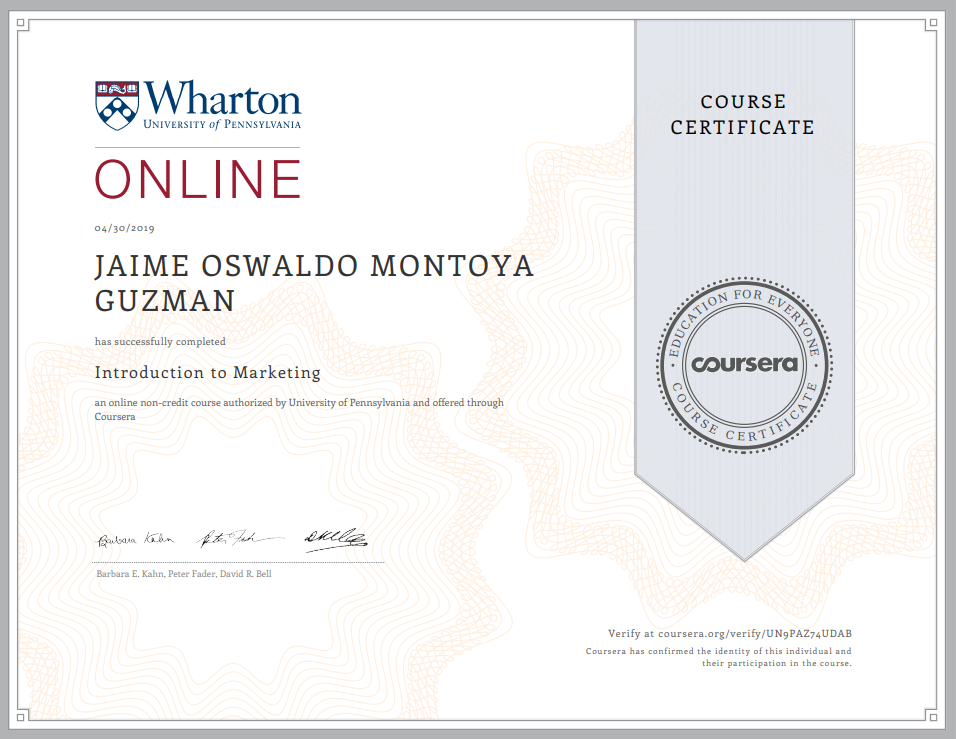 Wharton
UNIVERSITY of PENNSYLVANIA
ONLINE
04/30/2019
JAIME OSWALDO MONTOYA
GUZMAN
has successfully completed
Introduction to Marketing
an online non-credit course authorized by University of Pennsylvania and offered through
Coursera
Barbara Kahn Peter Fader
Barbara E. Kahn, Peter Fader, David R. Bell
COURSE
CERTIFICATE
EDUCATION FOR EVERYONE
coursera
COURSE CERTIFICATE
Verify at coursera.org/verify/UN9PAZ74UDAB
Coursera has confirmed the identity of this individual and
their participation in the course.